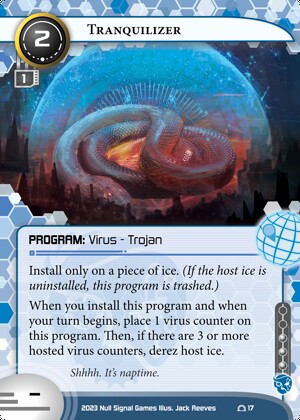 2
Tranquilizer
1
PROGRAM: Virus - Trojan
Install only on a piece of ice. (If the host ice is
uninstalled, this program is trashed.)
When you install this program and when
your turn begins, place 1 virus counter on
this program. Then, if there are 3 or more
hosted virus counters, derez host ice.
Shhhh. It's naptime.
–
2023 Null Signal Games Illus. Jack Reeves
17